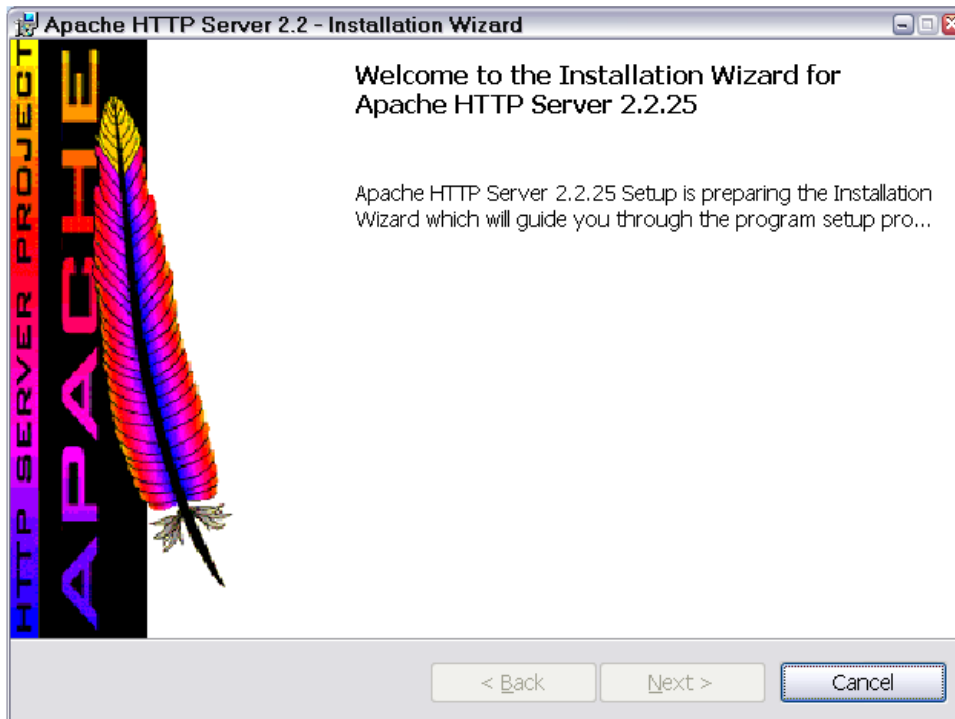 Apache HTTP Server 2.2 - Installation Wizard
HTTP SERVER PROJECT
APACHE
Welcome to the Installation Wizard for
Apache HTTP Server 2.2.25
Apache HTTP Server 2.2.25 Setup is preparing the Installation
Wizard which will guide you through the program setup pro...
< Back
Next >
Cancel